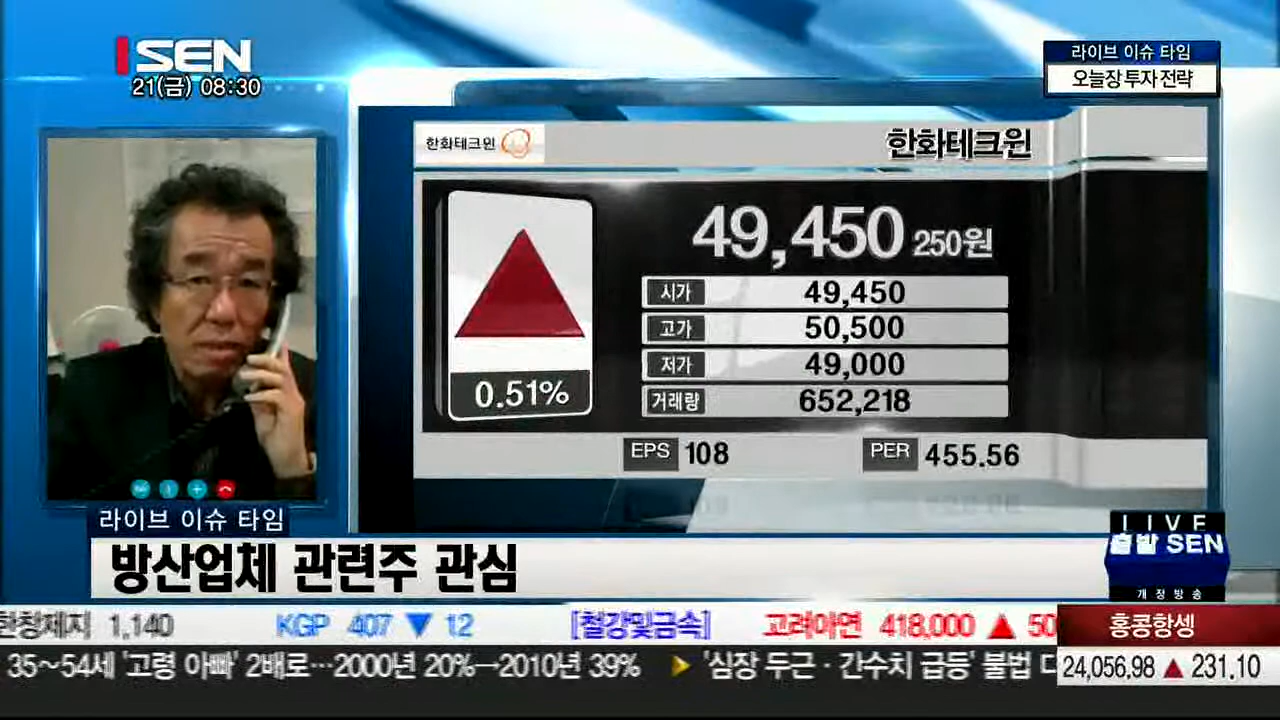 SEN
21(금) 08:30
라이브 이슈 타임
오늘장 투자 전략
한화테크윈
한화테크윈
49,450 250원
0.51%
시가 49,450
고가 50,500
저가 49,000
거래량 652,218
EPS 108
PER 455.56
라이브 이슈 타임
방산업체 관련주 관심
LIVE
출발 SEN
개장방송
1,140 KGP 407 ▼ 12 [철강및금속] 고려아연 418,000 ▲ 50
홍콩항셍
35~54세 '고령 아빠' 2배로…2000년 20%→2010년 39% ▶ '심장 두근·간수치 급등' 불법
24,056.98 ▲ 231.10